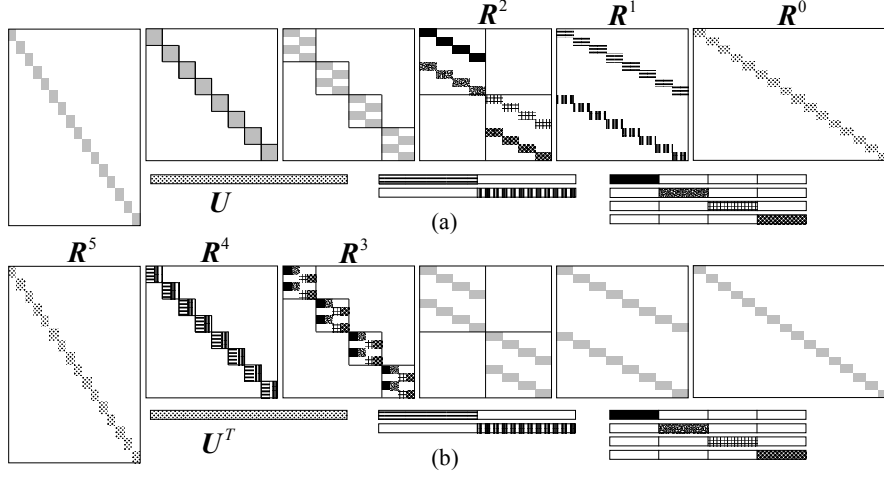 R² R¹ R⁰
U
(a)
R⁵ R⁴ R³
Uᵀ
(b)